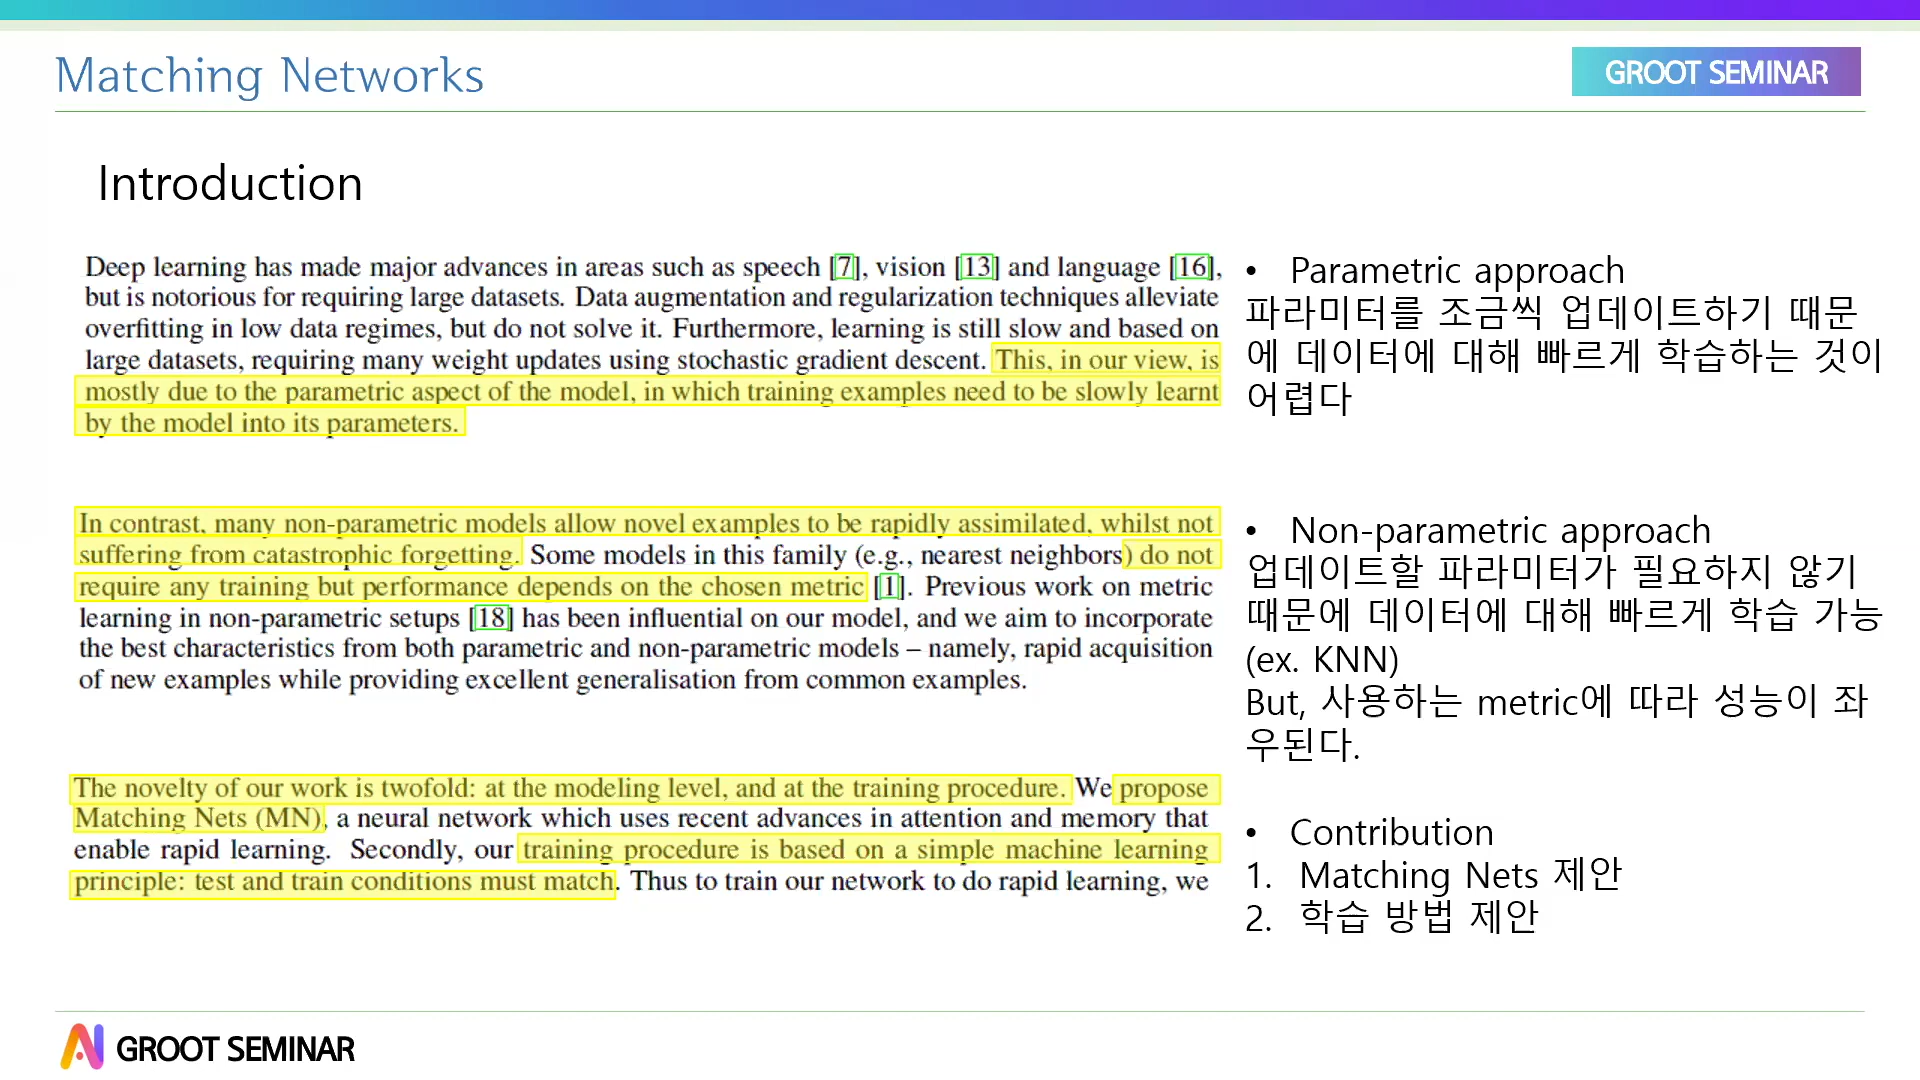 Matching Networks
GROOT SEMINAR
Introduction
Deep learning has made major advances in areas such as speech [7], vision [13] and language [16],
but is notorious for requiring large datasets. Data augmentation and regularization techniques alleviate
overfitting in low data regimes, but do not solve it. Furthermore, learning is still slow and based on
large datasets, requiring many weight updates using stochastic gradient descent. This, in our view, is
mostly due to the parametric aspect of the model, in which training examples need to be slowly learnt
by the model into its parameters.
• Parametric approach
파라미터를 조금씩 업데이트하기 때문
에 데이터에 대해 빠르게 학습하는 것이
어렵다
In contrast, many non-parametric models allow novel examples to be rapidly assimilated, whilst not
suffering from catastrophic forgetting. Some models in this family (e.g., nearest neighbors) do not
require any training but performance depends on the chosen metric [1]. Previous work on metric
learning in non-parametric setups [18] has been influential on our model, and we aim to incorporate
the best characteristics from both parametric and non-parametric models – namely, rapid acquisition
of new examples while providing excellent generalisation from common examples.
• Non-parametric approach
업데이트할 파라미터가 필요하지 않기
때문에 데이터에 대해 빠르게 학습 가능
(ex. KNN)
But, 사용하는 metric에 따라 성능이 좌
우된다.
The novelty of our work is twofold: at the modeling level, and at the training procedure. We propose
Matching Nets (MN), a neural network which uses recent advances in attention and memory that
enable rapid learning. Secondly, our training procedure is based on a simple machine learning
principle: test and train conditions must match. Thus to train our network to do rapid learning, we
• Contribution
1. Matching Nets 제안
2. 학습 방법 제안
GROOT SEMINAR